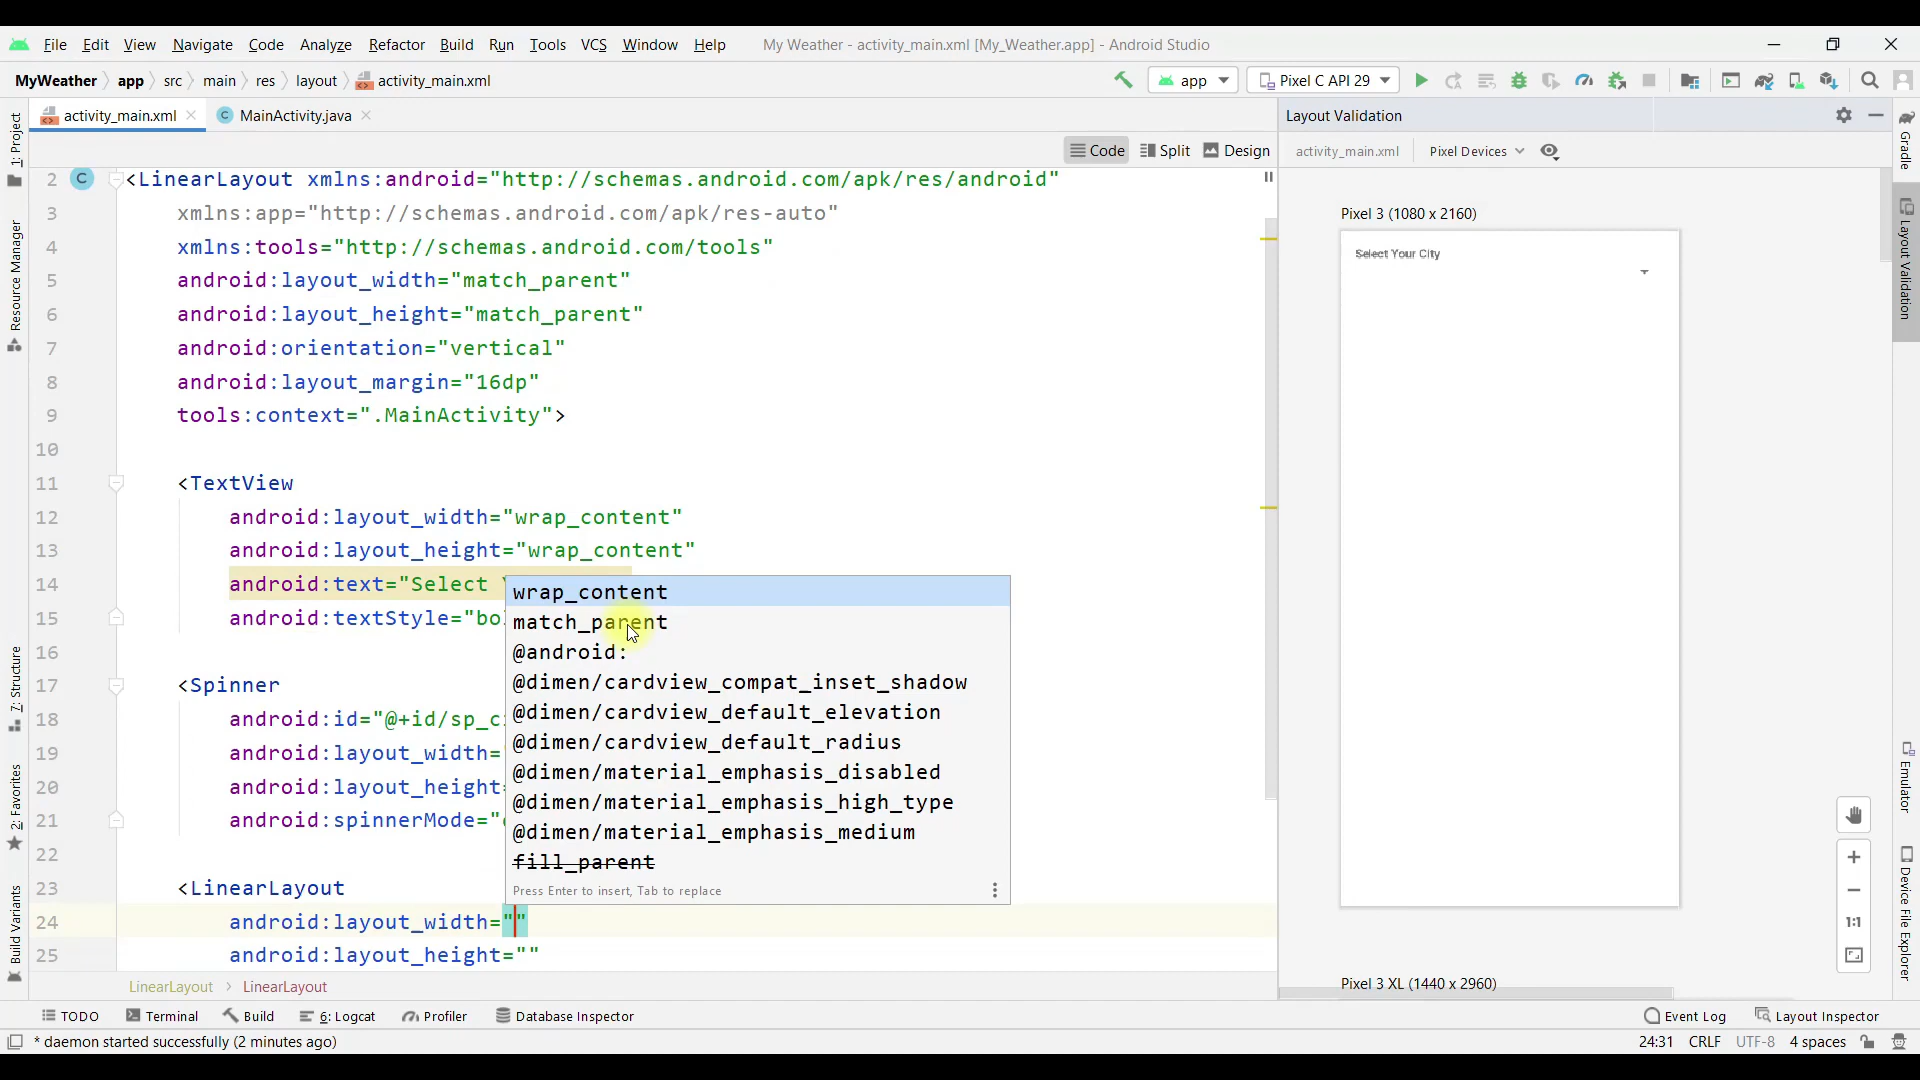 File Edit View Navigate Code Analyze Refactor Build Run Tools VCS Window Help My Weather - activity_main.xml [My_Weather.app] - Android Studio
MyWeather app src main res layout activity_main.xml app Pixel C API 29
activity_main.xml MainActivity.java Layout Validation
Code Split Design activity_main.xml Pixel Devices
2 <LinearLayout xmlns:android="http://schemas.android.com/apk/res/android"
3 xmlns:app="http://schemas.android.com/apk/res-auto"
4 xmlns:tools="http://schemas.android.com/tools"
5 android:layout_width="match_parent"
6 android:layout_height="match_parent"
7 android:orientation="vertical"
8 android:layout_margin="16dp"
9 tools:context=".MainActivity">
10
11 <TextView
12 android:layout_width="wrap_content"
13 android:layout_height="wrap_content"
14 android:text="Select
15 android:textStyle="bo
16
17 <Spinner
18 android:id="@+id/sp_c
19 android:layout_width=
20 android:layout_height
21 android:spinnerMode="
22
23 <LinearLayout
24 android:layout_width=""
25 android:layout_height=""
wrap_content
match_parent
@android:
@dimen/cardview_compat_inset_shadow
@dimen/cardview_default_elevation
@dimen/cardview_default_radius
@dimen/material_emphasis_disabled
@dimen/material_emphasis_high_type
@dimen/material_emphasis_medium
fill_parent
Press Enter to insert, Tab to replace
LinearLayout LinearLayout
Pixel 3 (1080 x 2160)
Select Your City
1:1
Pixel 3 XL (1440 x 2960)
1: Project
Resource Manager
7: Structure
2: Favorites
Build Variants
Gradle
Layout Validation
Emulator
Device File Explorer
TODO Terminal Build 6: Logcat Profiler Database Inspector Event Log Layout Inspector
* daemon started successfully (2 minutes ago) 24:31 CRLF UTF-8 4 spaces